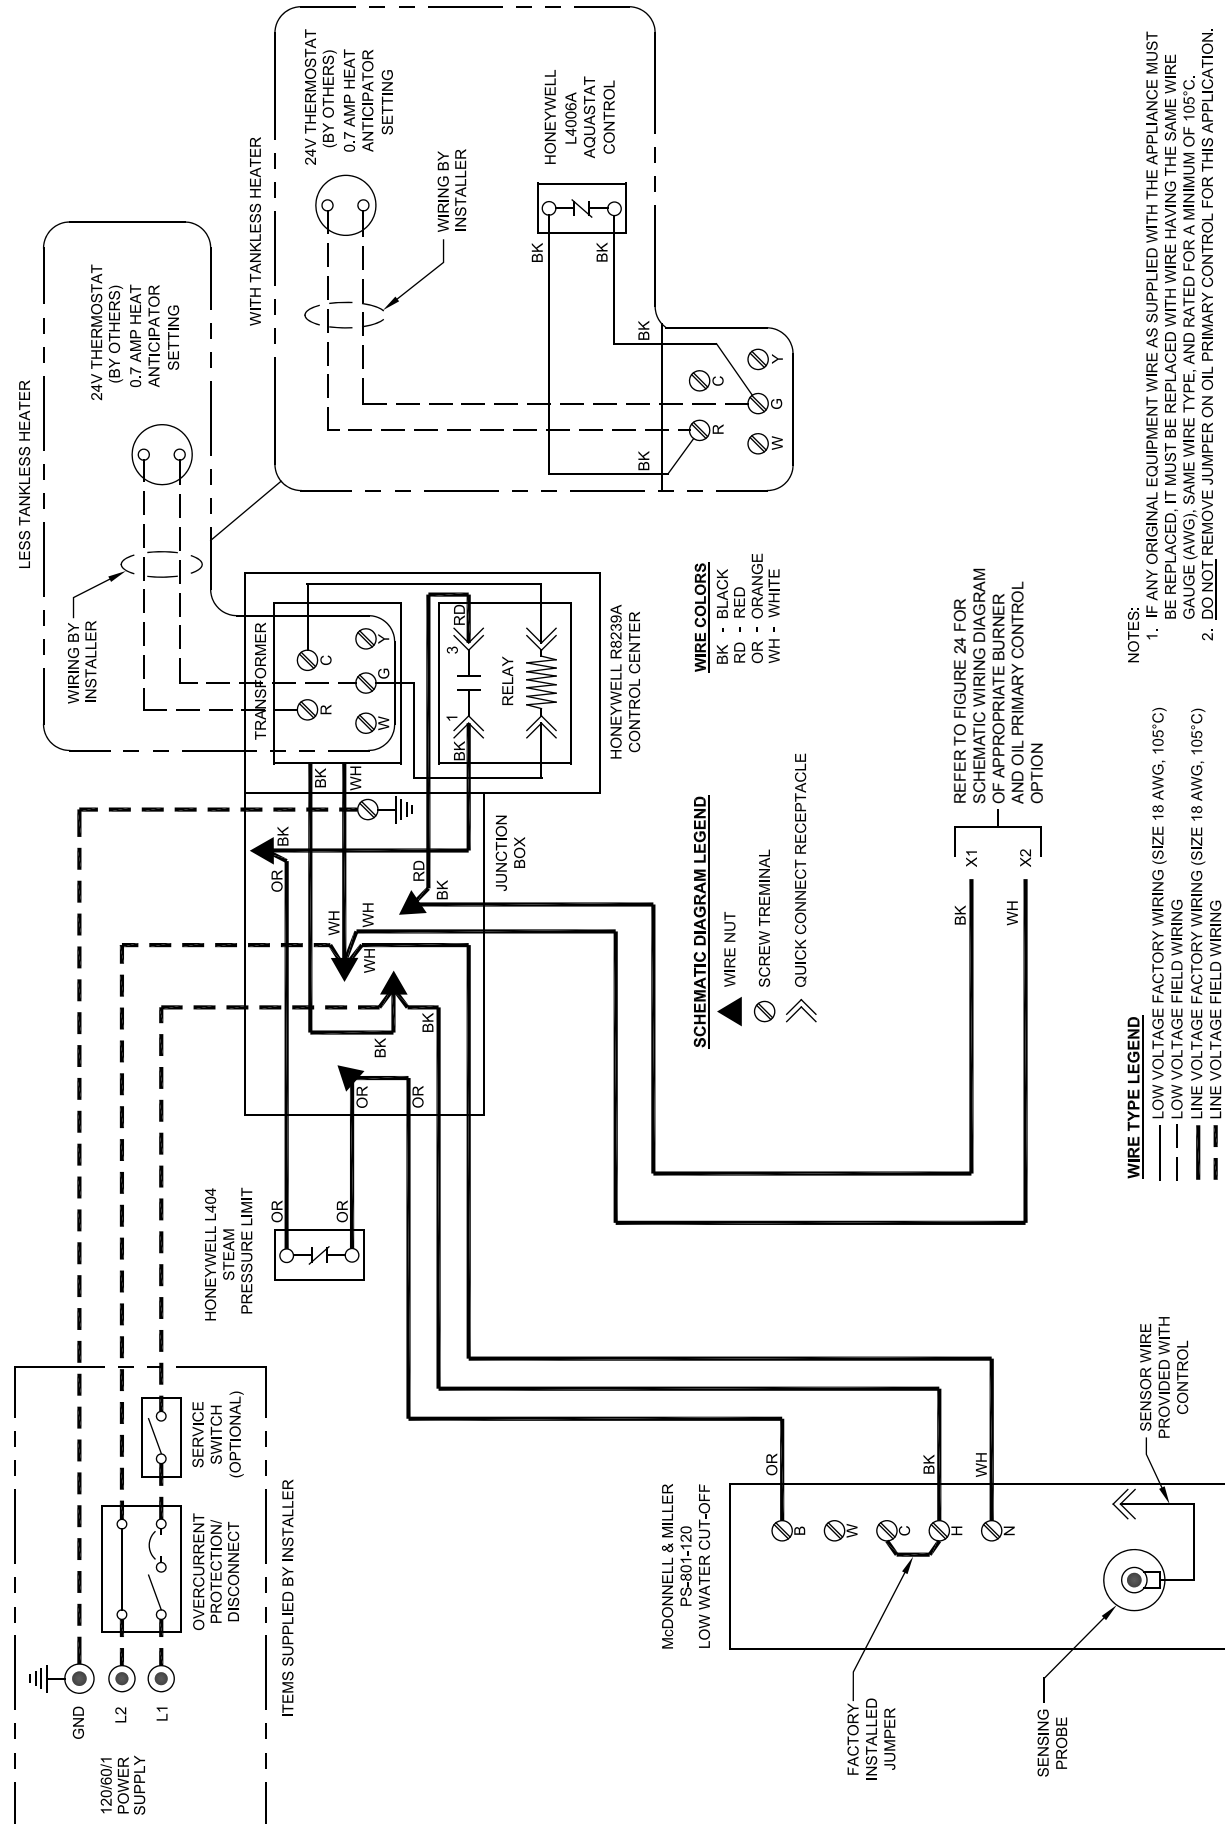 120/60/1
POWER
SUPPLY
GND
L2
L1
OVERCURRENT
PROTECTION/
DISCONNECT
SERVICE
SWITCH
(OPTIONAL)
ITEMS SUPPLIED BY INSTALLER
HONEYWELL L404
STEAM
PRESSURE LIMIT
OR
OR
LESS TANKLESS HEATER
24V THERMOSTAT
(BY OTHERS)
0.7 AMP HEAT
ANTICIPATOR
SETTING
WIRING BY
INSTALLER
WITH TANKLESS HEATER
24V THERMOSTAT
(BY OTHERS)
0.7 AMP HEAT
ANTICIPATOR
SETTING
WIRING BY
INSTALLER
HONEYWELL
L4006A
AQUASTAT
CONTROL
BK
BK
BK
BK
R
C
W
G
Y
TRANSFORMER
R
C
W
G
Y
BK
WH
BK
1
3
RD
RELAY
HONEYWELL R8239A
CONTROL CENTER
JUNCTION
BOX
OR
BK
RD
BK
WH
WH
WH
BK
BK
OR
OR
McDONNELL & MILLER
PS-801-120
LOW WATER CUT-OFF
OR
BK
WH
B
W
C
H
N
FACTORY
INSTALLED
JUMPER
SENSING
PROBE
SENSOR WIRE
PROVIDED WITH
CONTROL
SCHEMATIC DIAGRAM LEGEND
WIRE NUT
SCREW TREMINAL
QUICK CONNECT RECEPTACLE
WIRE COLORS
BK - BLACK
RD - RED
OR - ORANGE
WH - WHITE
BK
WH
X1
X2
REFER TO FIGURE 24 FOR
SCHEMATIC WIRING DIAGRAM
OF APPROPRIATE BURNER
AND OIL PRIMARY CONTROL
OPTION
WIRE TYPE LEGEND
LOW VOLTAGE FACTORY WIRING (SIZE 18 AWG, 105°C)
LOW VOLTAGE FIELD WIRING
LINE VOLTAGE FACTORY WIRING (SIZE 18 AWG, 105°C)
LINE VOLTAGE FIELD WIRING
NOTES:
1. IF ANY ORIGINAL EQUIPMENT WIRE AS SUPPLIED WITH THE APPLIANCE MUST
BE REPLACED, IT MUST BE REPLACED WITH WIRE HAVING THE SAME WIRE
GAUGE (AWG), SAME WIRE TYPE, AND RATED FOR A MINIMUM OF 105°C.
2. DO NOT REMOVE JUMPER ON OIL PRIMARY CONTROL FOR THIS APPLICATION.